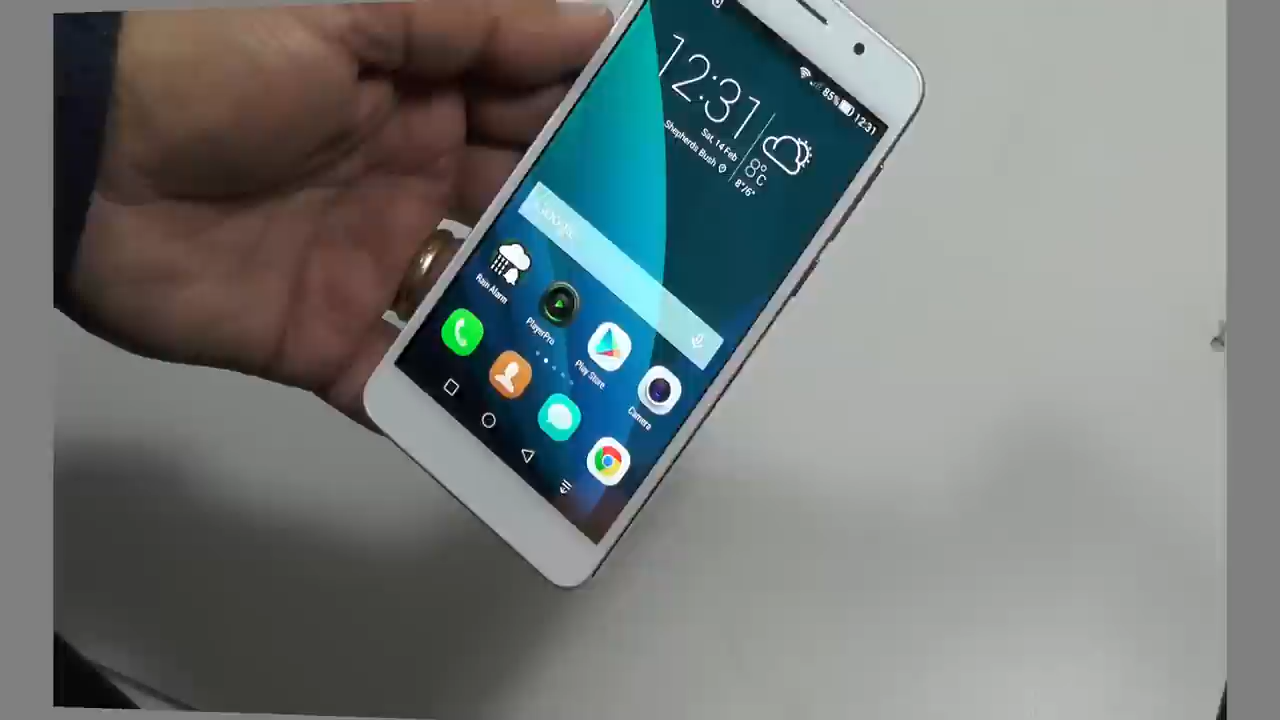 85% 12:31
12:31
Sat, 14 Feb
Shepherds Bush
8°C
8°/6°
Google
Rain Alarm
PlayerPro
Play Store
Camera